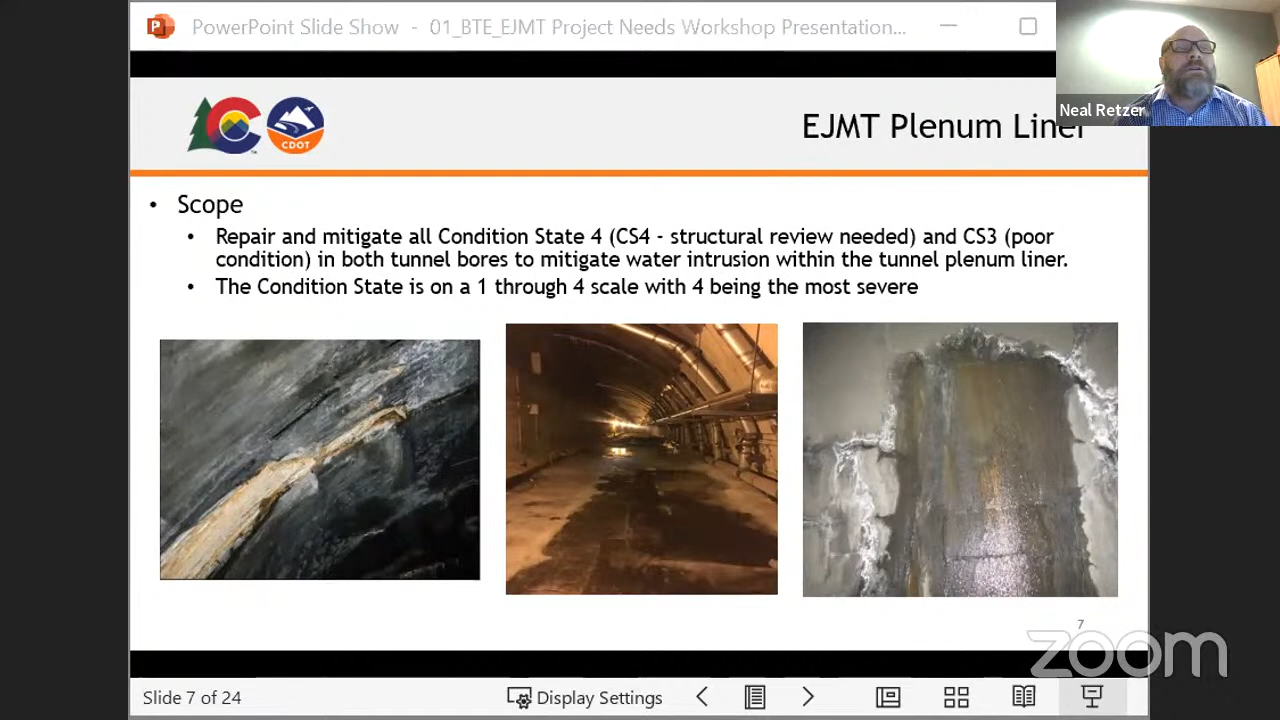 PowerPoint Slide Show - 01_BTE_EJMT Project Needs Workshop Presentation...
Neal Retzer
CDOT
EJMT Plenum Liner
• Scope
• Repair and mitigate all Condition State 4 (CS4 - structural review needed) and CS3 (poor
condition) in both tunnel bores to mitigate water intrusion within the tunnel plenum liner.
• The Condition State is on a 1 through 4 scale with 4 being the most severe
7
zoom
Slide 7 of 24
Display Settings